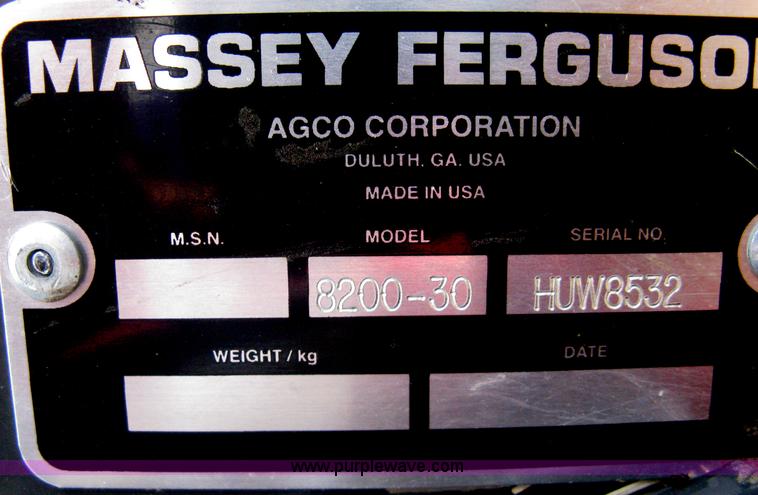 MASSEY FERGUSO
AGCO CORPORATION
DULUTH, GA. USA
MADE IN USA
M.S.N. MODEL SERIAL NO.
8200-30 HUW8532
WEIGHT / kg DATE
www.purplewave.com